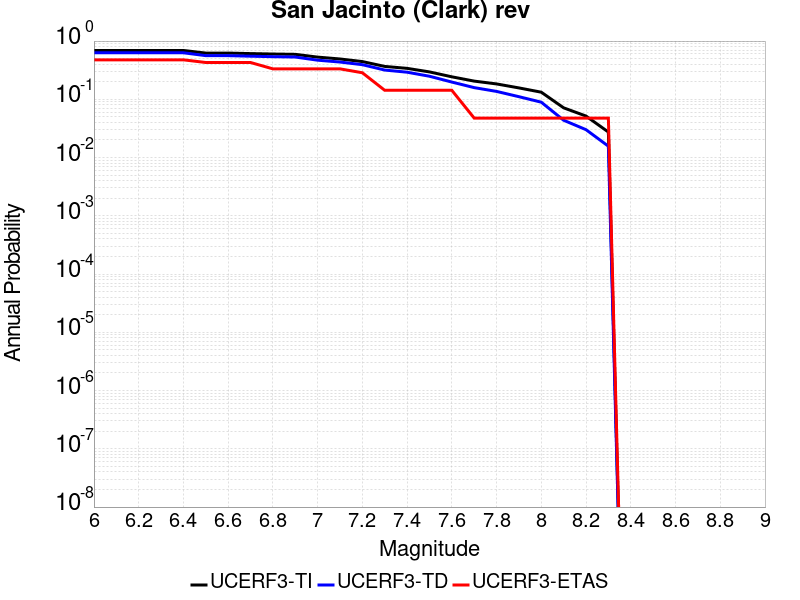 San Jacinto (Clark) rev
10^0
10^-1
10^-2
10^-3
10^-4
10^-5
10^-6
10^-7
10^-8
Annual Probability
6 6.2 6.4 6.6 6.8 7 7.2 7.4 7.6 7.8 8 8.2 8.4 8.6 8.8 9
Magnitude
UCERF3-TI UCERF3-TD UCERF3-ETAS